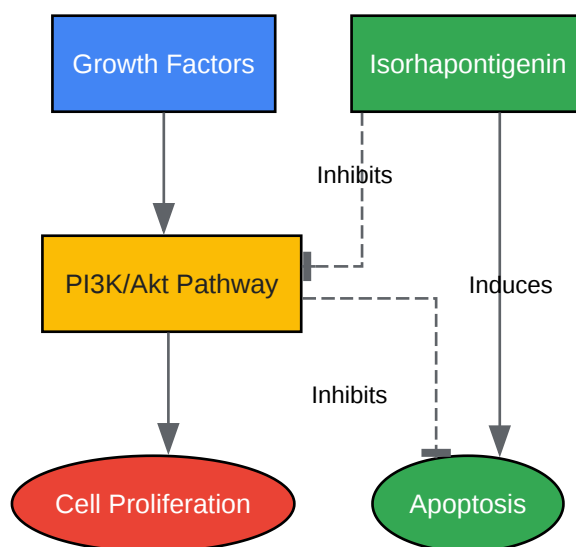 Growth Factors
Isorhapontigenin
Inhibits
PI3K/Akt Pathway
Induces
Inhibits
Cell Proliferation
Apoptosis